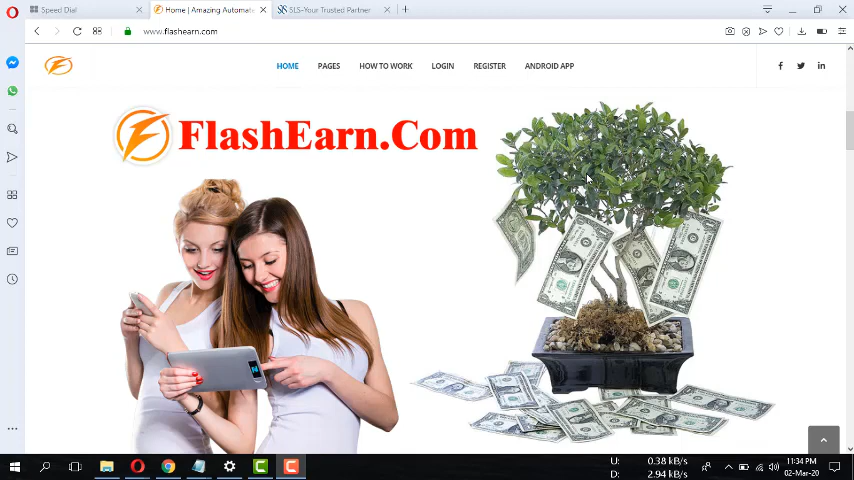 Speed Dial
Home | Amazing Automate
SLS-Your Trusted Partner
www.flashearn.com
HOME
PAGES
HOW TO WORK
LOGIN
REGISTER
ANDROID APP
FlashEarn.Com
U: 0.38 kB/s
D: 2.94 kB/s
11:34 PM
02-Mar-20